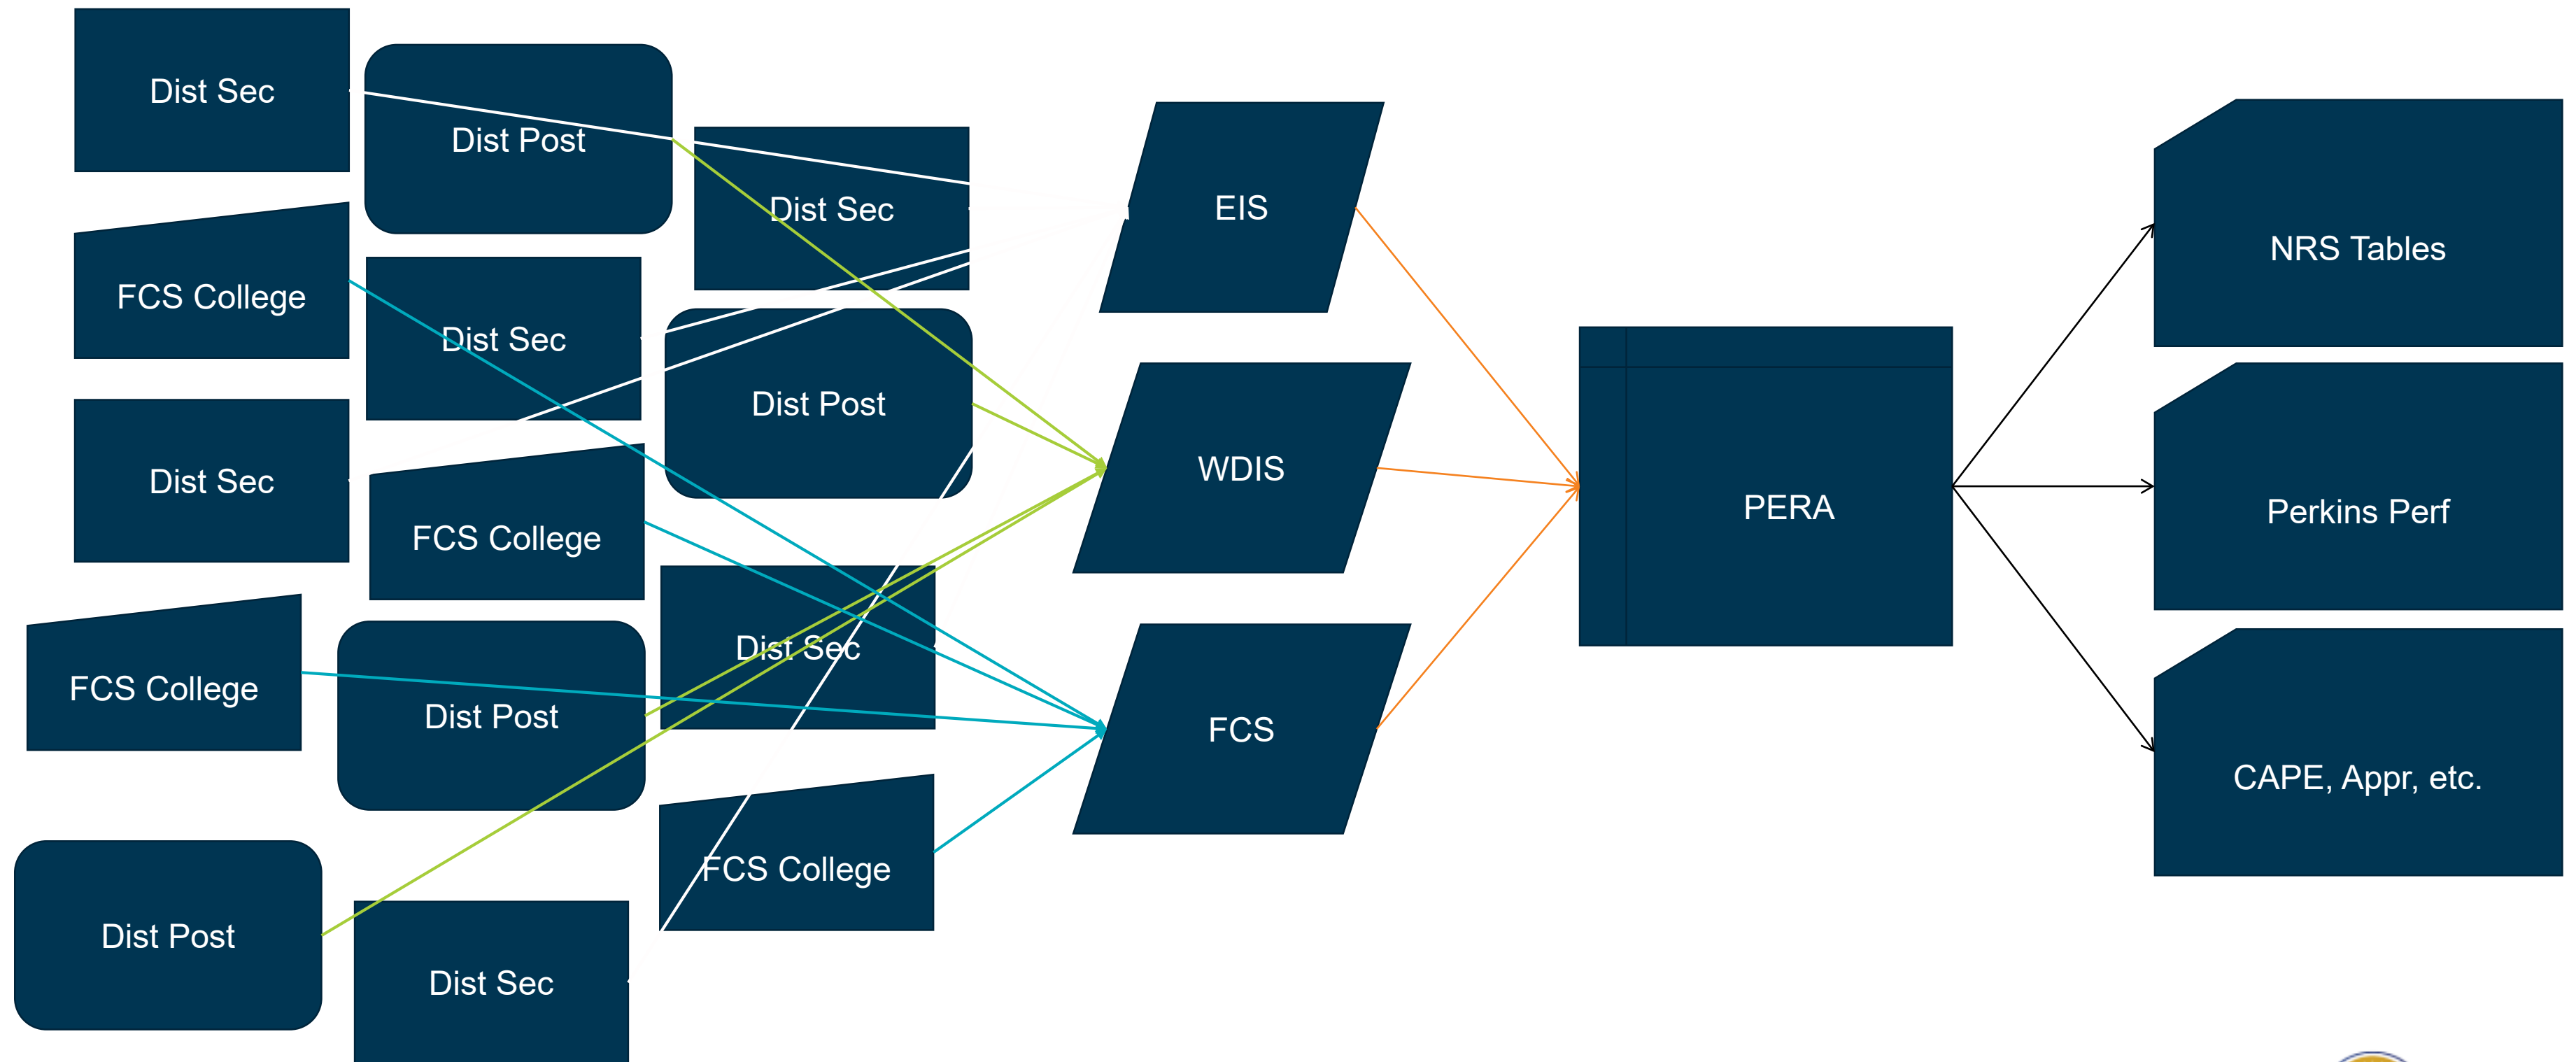 Dist Sec
Dist Post
Dist Sec
FCS College
Dist Sec
Dist Post
Dist Sec
FCS College
Dist Sec
FCS College
Dist Post
FCS College
Dist Post
Dist Sec
EIS
WDIS
FCS
PERA
NRS Tables
Perkins Perf
CAPE, Appr, etc.